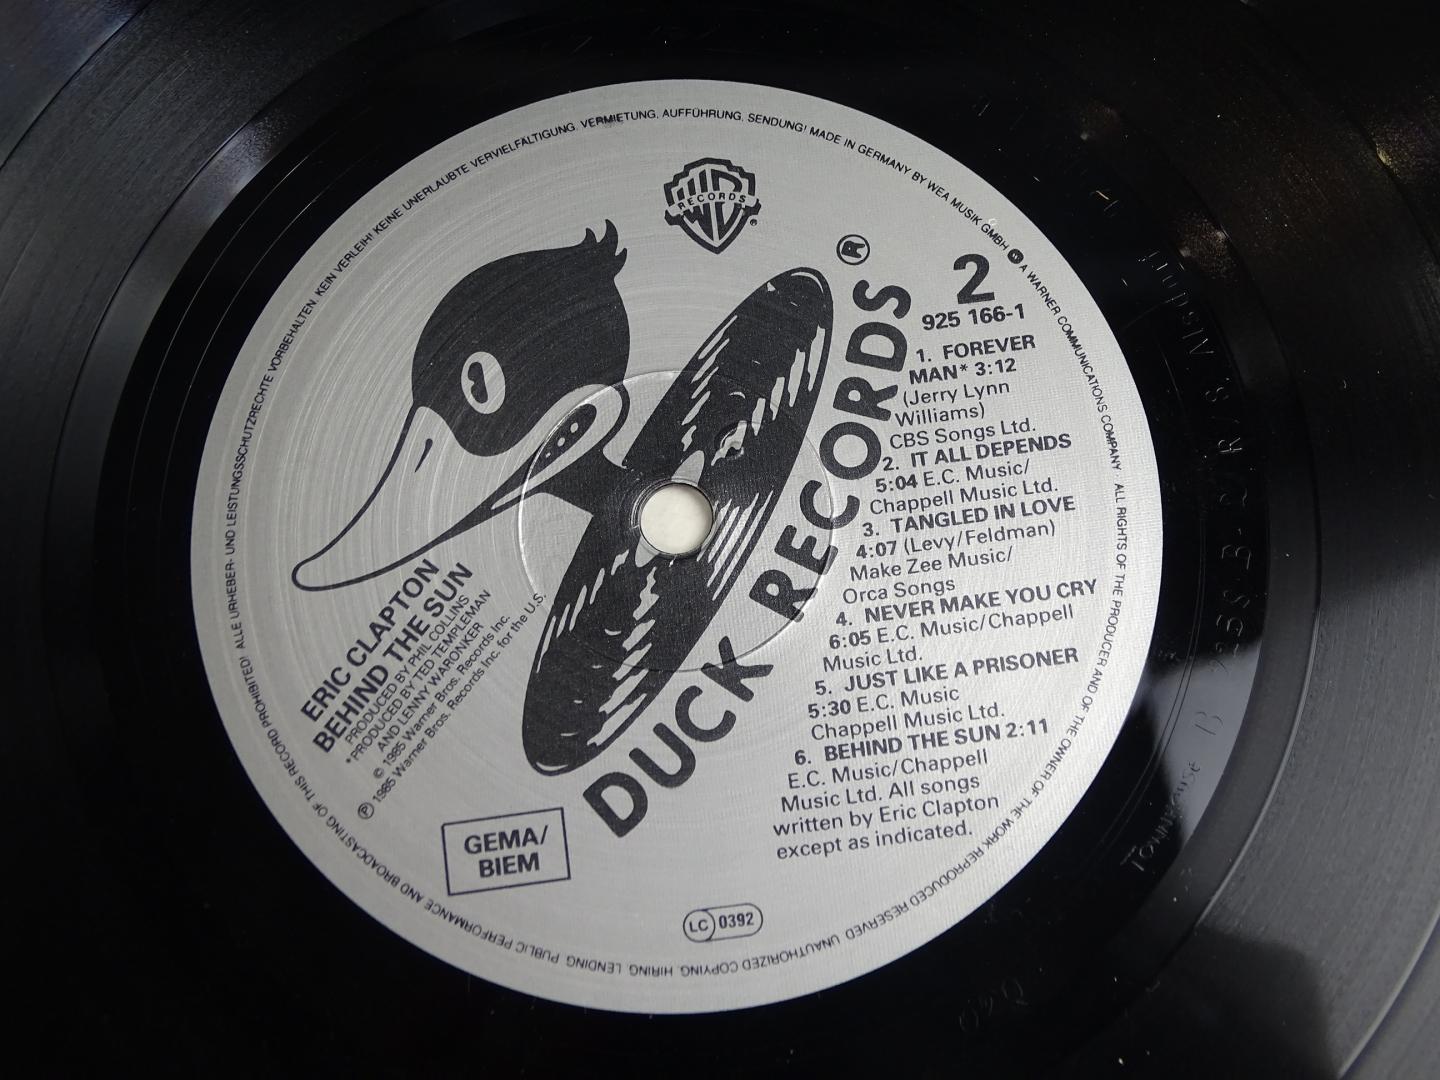 ALLE URHEBER- UND LEISTUNGSSCHUTZRECHTE VORBEHALTEN. KEIN VERLEIH! KEINE UNERLAUBTE VERVIELFÄLTIGUNG. VERMIETUNG. AUFFÜHRUNG. SENDUNG! MADE IN GERMANY BY WEA MUSIK GMBH W A WARNER COMMUNICATIONS COMPANY
ALL RIGHTS OF THE PRODUCER AND OF THE OWNER OF THE WORK REPRODUCED RESERVED. UNAUTHORIZED COPYING. HIRING. LENDING. PUBLIC PERFORMANCE AND BROADCASTING OF THIS RECORD PROHIBITED!
RECORDS
®
DUCK RECORDS ®
2
925 166-1
1. FOREVER
MAN* 3:12
(Jerry Lynn
Williams)
CBS Songs Ltd.
2. IT ALL DEPENDS
5:04 E.C. Music/
Chappell Music Ltd.
3. TANGLED IN LOVE
4:07 (Levy/Feldman)
Make Zee Music/
Orca Songs
4. NEVER MAKE YOU CRY
6:05 E.C. Music/Chappell
Music Ltd.
5. JUST LIKE A PRISONER
5:30 E.C. Music
Chappell Music Ltd.
6. BEHIND THE SUN 2:11
E.C. Music/Chappell
Music Ltd. All songs
written by Eric Clapton
except as indicated.
ERIC CLAPTON
BEHIND THE SUN
PRODUCED BY PHIL COLLINS
*PRODUCED BY TED TEMPLEMAN
AND LENNY WARONKER
© 1985 Warner Bros. Records Inc.
℗ 1985 Warner Bros. Records Inc. for the U.S.
GEMA/
BIEM
LC 0392
Alsdorf
Townhouse B